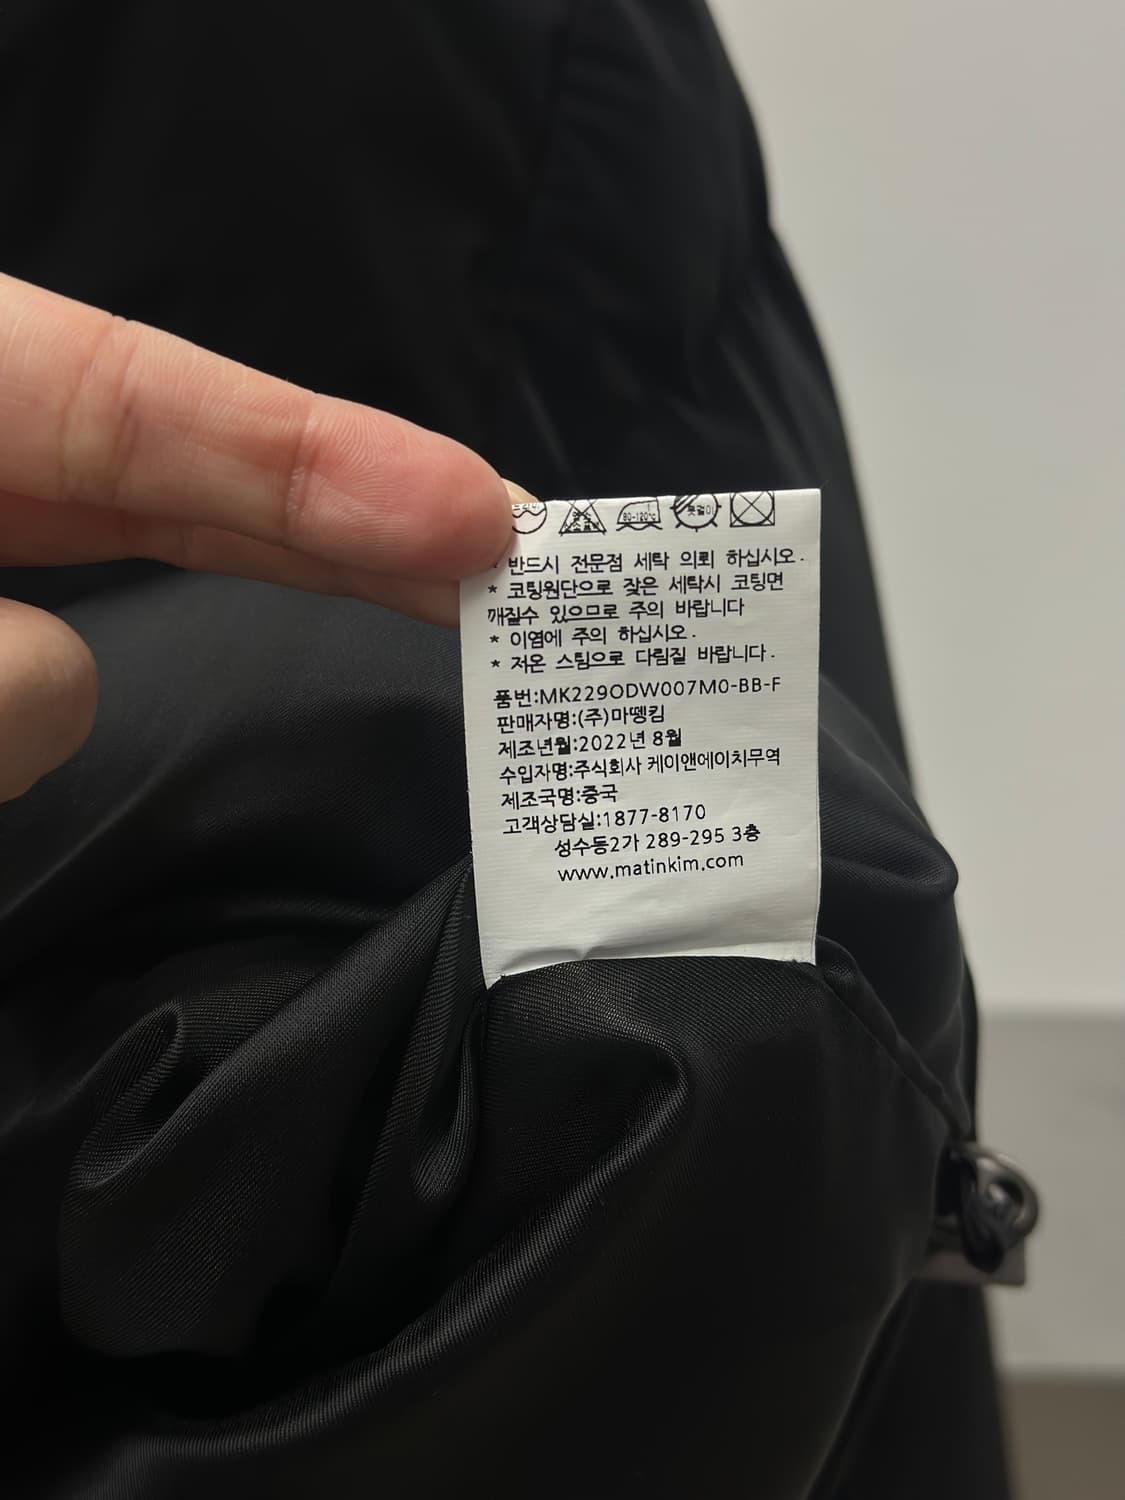 80-120℃
옷걸이
* 반드시 전문점 세탁 의뢰 하십시오.
* 코팅원단으로 잦은 세탁시 코팅면
깨질수 있으므로 주의 바랍니다
* 이염에 주의 하십시오.
* 저온 스팀으로 다림질 바랍니다.
품번:MK229ODW007M0-BB-F
판매자명:(주)마뗑킴
제조년월:2022년 8월
수입자명:주식회사 케이앤에이치무역
제조국명:중국
고객상담실:1877-8170
성수동2가 289-295 3층
www.matinkim.com